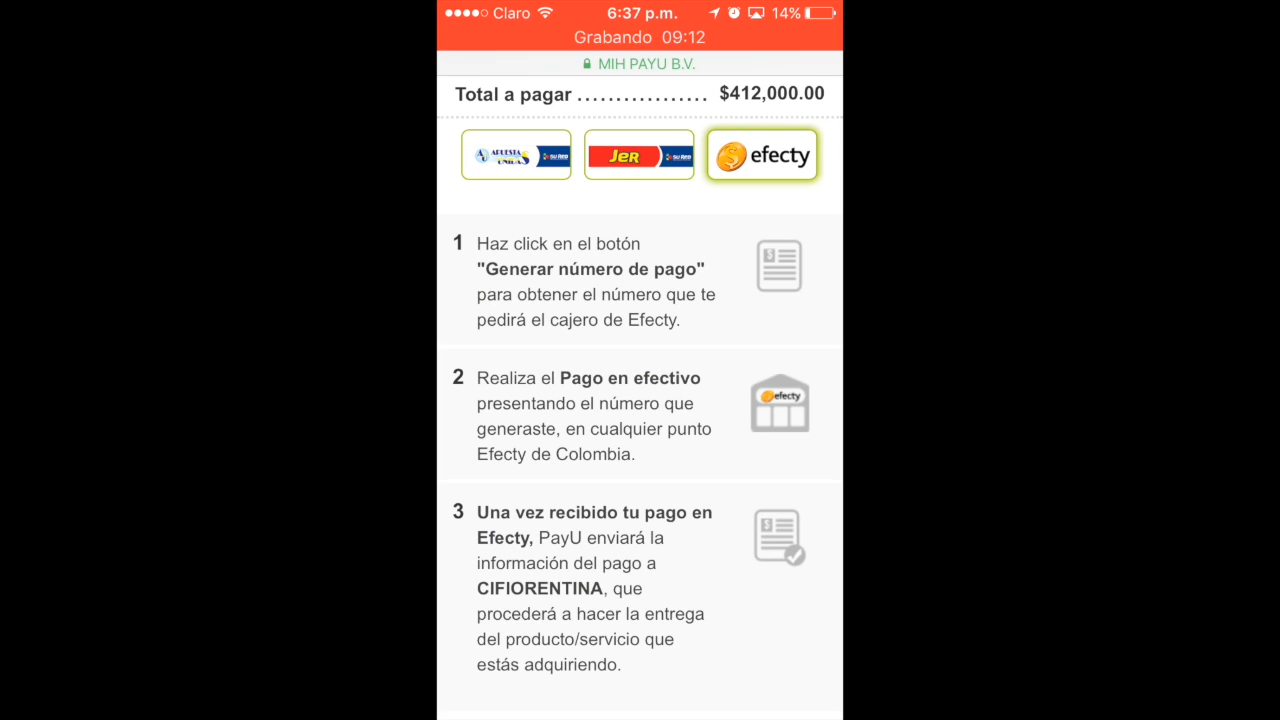 Claro 6:37 p.m. 14%
Grabando 09:12
MIH PAYU B.V.
Total a pagar ................. $412,000.00
APUESTAS UNIDAS SU RED JER SU RED efecty
1 Haz click en el botón
"Generar número de pago"
para obtener el número que te
pedirá el cajero de Efecty.
2 Realiza el Pago en efectivo
presentando el número que
generaste, en cualquier punto
Efecty de Colombia.
efecty
3 Una vez recibido tu pago en
Efecty, PayU enviará la
información del pago a
CIFIORENTINA, que
procederá a hacer la entrega
del producto/servicio que
estás adquiriendo.